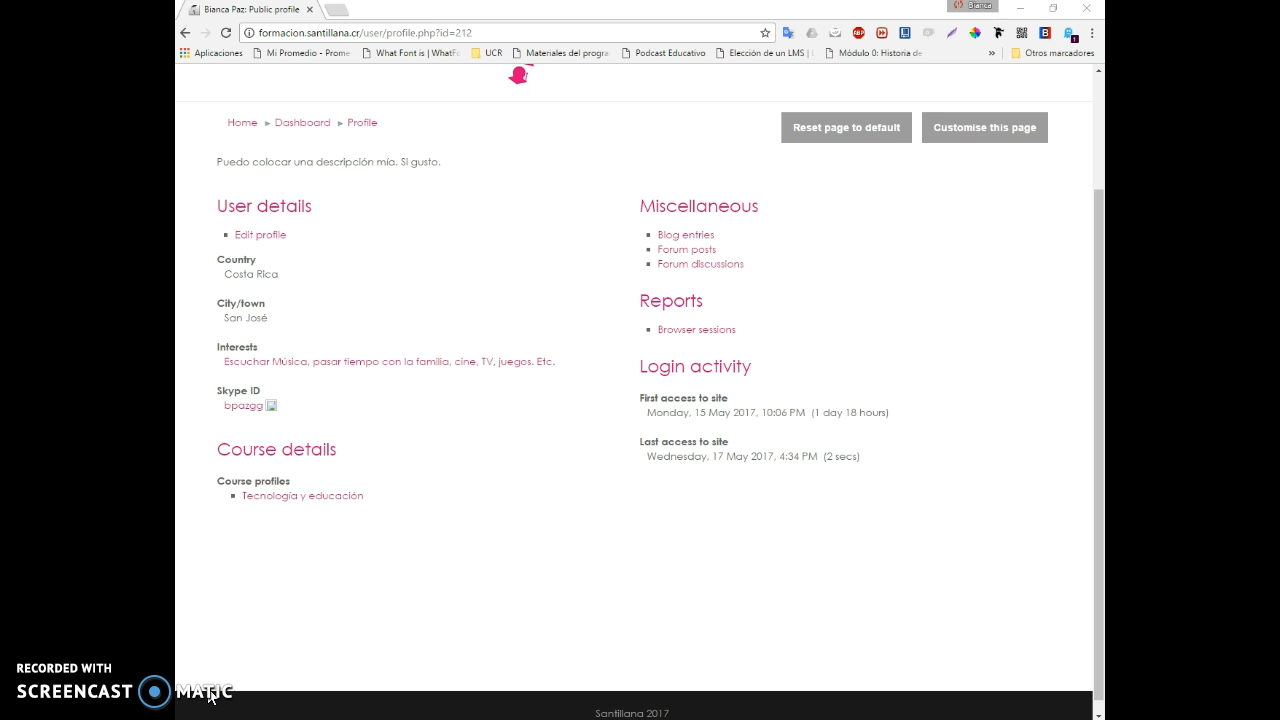 Bianca Paz: Public profile
Bianca
formacion.santillana.cr/user/profile.php?id=212
Aplicaciones Mi Promedio - Prome What Font is | WhatF UCR Materiales del progra Podcast Educativo Elección de un LMS | Módulo 0: Historia de » Otros marcadores
Home ► Dashboard ► Profile
Reset page to default Customise this page
Puedo colocar una descripción mía. Si gusto.
User details
Edit profile
Country
Costa Rica
City/town
San José
Interests
Escuchar Música, pasar tiempo con la familia, cine, TV, juegos. Etc.
Skype ID
bpazgg
Course details
Course profiles
Tecnología y educación
Miscellaneous
Blog entries
Forum posts
Forum discussions
Reports
Browser sessions
Login activity
First access to site
Monday, 15 May 2017, 10:06 PM (1 day 18 hours)
Last access to site
Wednesday, 17 May 2017, 4:34 PM (2 secs)
RECORDED WITH
SCREENCAST MATIC
Santillana 2017